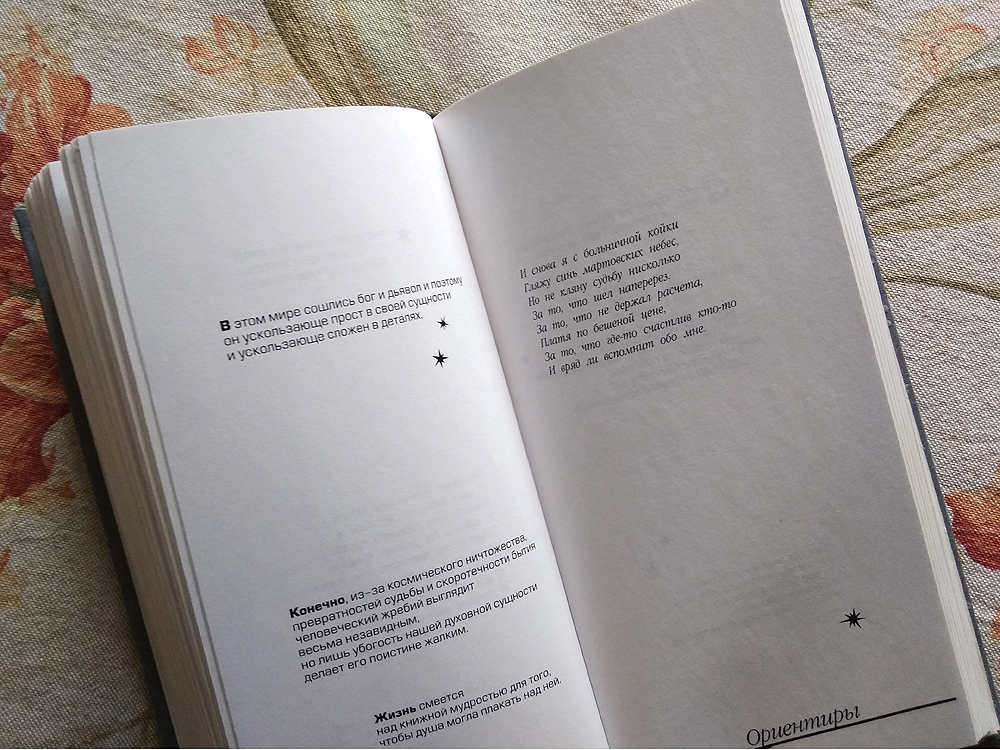 В этом мире сошлись бог и дьявол и поэтому
он ускользающе прост в своей сущности
и ускользающе сложен в деталях.
Конечно, из-за космического ничтожества,
превратностей судьбы и скоротечности бытия
человеческий жребий выглядит
весьма незавидным,
но лишь убогость нашей духовной сущности
делает его поистине жалким.
Жизнь смеется
над книжной мудростью для того,
чтобы душа могла плакать над ней.
И снова я с больничной койки
Гляжу синь мартовских небес,
Но не кляну судьбу нисколько
За то, что шел наперерез.
За то, что не держал расчета,
Платя по бешеной цене,
За то, что где-то счастлив кто-то
И вряд ли вспомнит обо мне.
Ориентиры